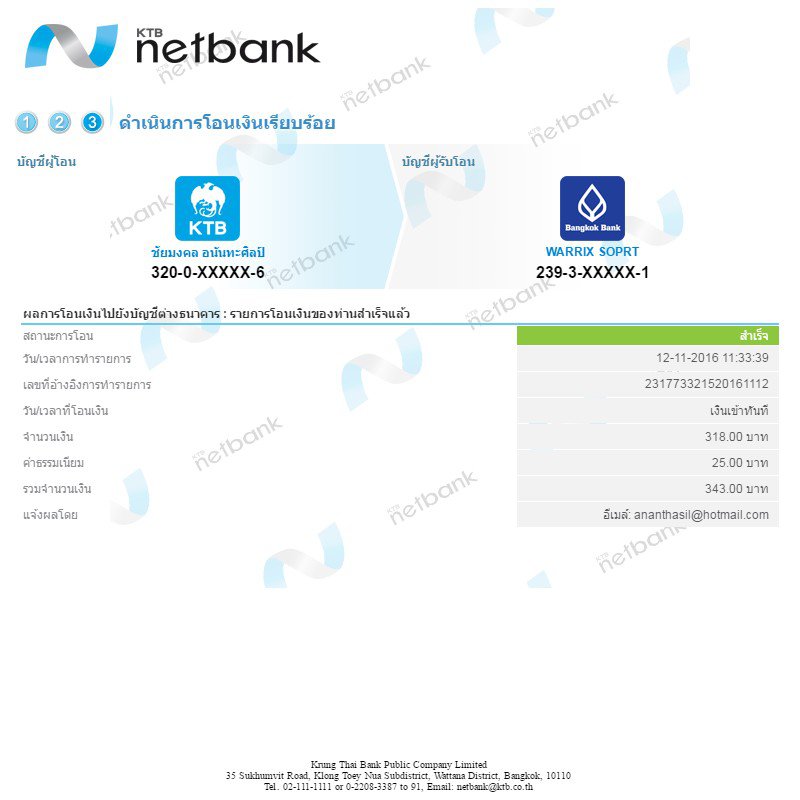 KTB
netbank
1 2 3 ดำเนินการโอนเงินเรียบร้อย
บัญชีผู้โอน
บัญชีผู้รับโอน
KTB
Bangkok Bank
ชัยมงคล อนันทะศิลป์
WARRIX SOPRT
320-0-XXXXX-6
239-3-XXXXX-1
ผลการโอนเงินไปยังบัญชีต่างธนาคาร : รายการโอนเงินของท่านสำเร็จแล้ว
สถานะการโอน สำเร็จ
วัน/เวลาการทำรายการ 12-11-2016 11:33:39
เลขที่อ้างอิงการทำรายการ 231773321520161112
วัน/เวลาที่โอนเงิน เงินเข้าทันที
จำนวนเงิน 318.00 บาท
ค่าธรรมเนียม 25.00 บาท
รวมจำนวนเงิน 343.00 บาท
แจ้งผลโดย อีเมล์: ananthasil@hotmail.com
Krung Thai Bank Public Company Limited
35 Sukhumvit Road, Klong Toey Nua Subdistrict, Wattana District, Bangkok, 10110
Tel. 02-111-1111 or 0-2208-3387 to 91, Email: netbank@ktb.co.th